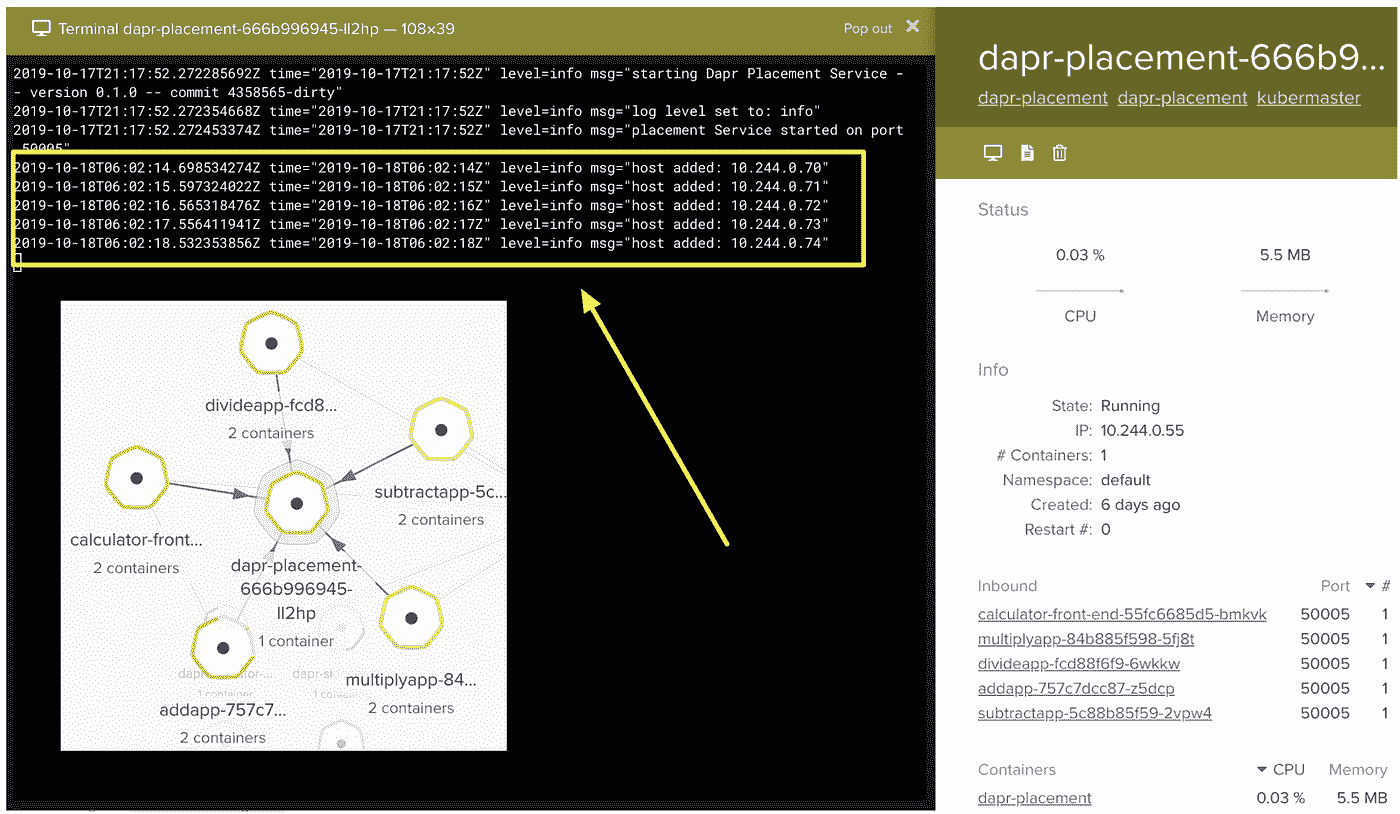 Terminal dapr-placement-666b996945-ll2hp — 108×39
Pop out
2019-10-17T21:17:52.272285692Z time="2019-10-17T21:17:52Z" level=info msg="starting Dapr Placement Service -
- version 0.1.0 -- commit 4358565-dirty"
2019-10-17T21:17:52.272354668Z time="2019-10-17T21:17:52Z" level=info msg="log level set to: info"
2019-10-17T21:17:52.272453374Z time="2019-10-17T21:17:52Z" level=info msg="placement Service started on port
50005"
2019-10-18T06:02:14.698534274Z time="2019-10-18T06:02:14Z" level=info msg="host added: 10.244.0.70"
2019-10-18T06:02:15.597324022Z time="2019-10-18T06:02:15Z" level=info msg="host added: 10.244.0.71"
2019-10-18T06:02:16.565318476Z time="2019-10-18T06:02:16Z" level=info msg="host added: 10.244.0.72"
2019-10-18T06:02:17.556411941Z time="2019-10-18T06:02:17Z" level=info msg="host added: 10.244.0.73"
2019-10-18T06:02:18.532353856Z time="2019-10-18T06:02:18Z" level=info msg="host added: 10.244.0.74"
divideapp-fcd8...
2 containers
subtractapp-5c...
2 containers
calculator-front...
2 containers
dapr-placement-
666b996945-
ll2hp
1 container
multiplyapp-84...
2 containers
addapp-757c7...
2 containers
dapr-placement-666b9...
dapr-placement dapr-placement kubermaster
Status
0.03 % 5.5 MB
CPU Memory
Info
State: Running
IP: 10.244.0.55
# Containers: 1
Namespace: default
Created: 6 days ago
Restart #: 0
Inbound Port #
calculator-front-end-55fc6685d5-bmkvk 50005 1
multiplyapp-84b885f598-5fj8t 50005 1
divideapp-fcd88f6f9-6wkkw 50005 1
addapp-757c7dcc87-z5dcp 50005 1
subtractapp-5c88b85f59-2vpw4 50005 1
Containers CPU Memory
dapr-placement 0.03 % 5.5 MB